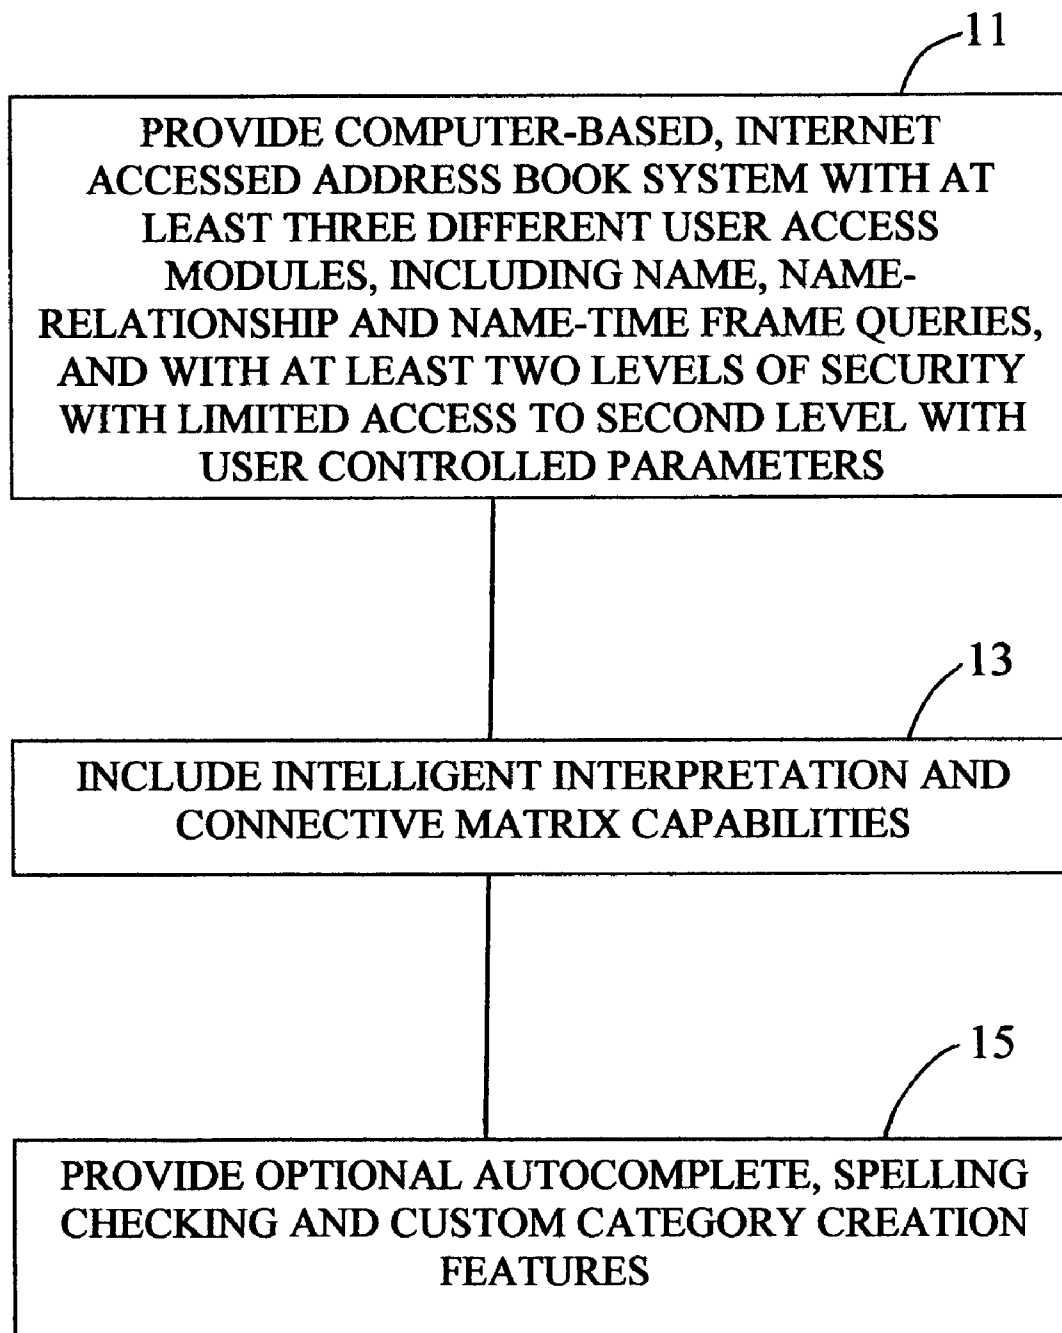 11
PROVIDE COMPUTER-BASED, INTERNET
ACCESSED ADDRESS BOOK SYSTEM WITH AT
LEAST THREE DIFFERENT USER ACCESS
MODULES, INCLUDING NAME, NAME-
RELATIONSHIP AND NAME-TIME FRAME QUERIES,
AND WITH AT LEAST TWO LEVELS OF SECURITY
WITH LIMITED ACCESS TO SECOND LEVEL WITH
USER CONTROLLED PARAMETERS
13
INCLUDE INTELLIGENT INTERPRETATION AND
CONNECTIVE MATRIX CAPABILITIES
15
PROVIDE OPTIONAL AUTOCOMPLETE, SPELLING
CHECKING AND CUSTOM CATEGORY CREATION
FEATURES